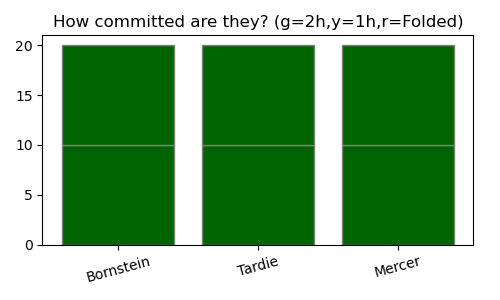 How committed are they? (g=2h,y=1h,r=Folded)
20
15
10
5
0
Bornstein Tardie Mercer